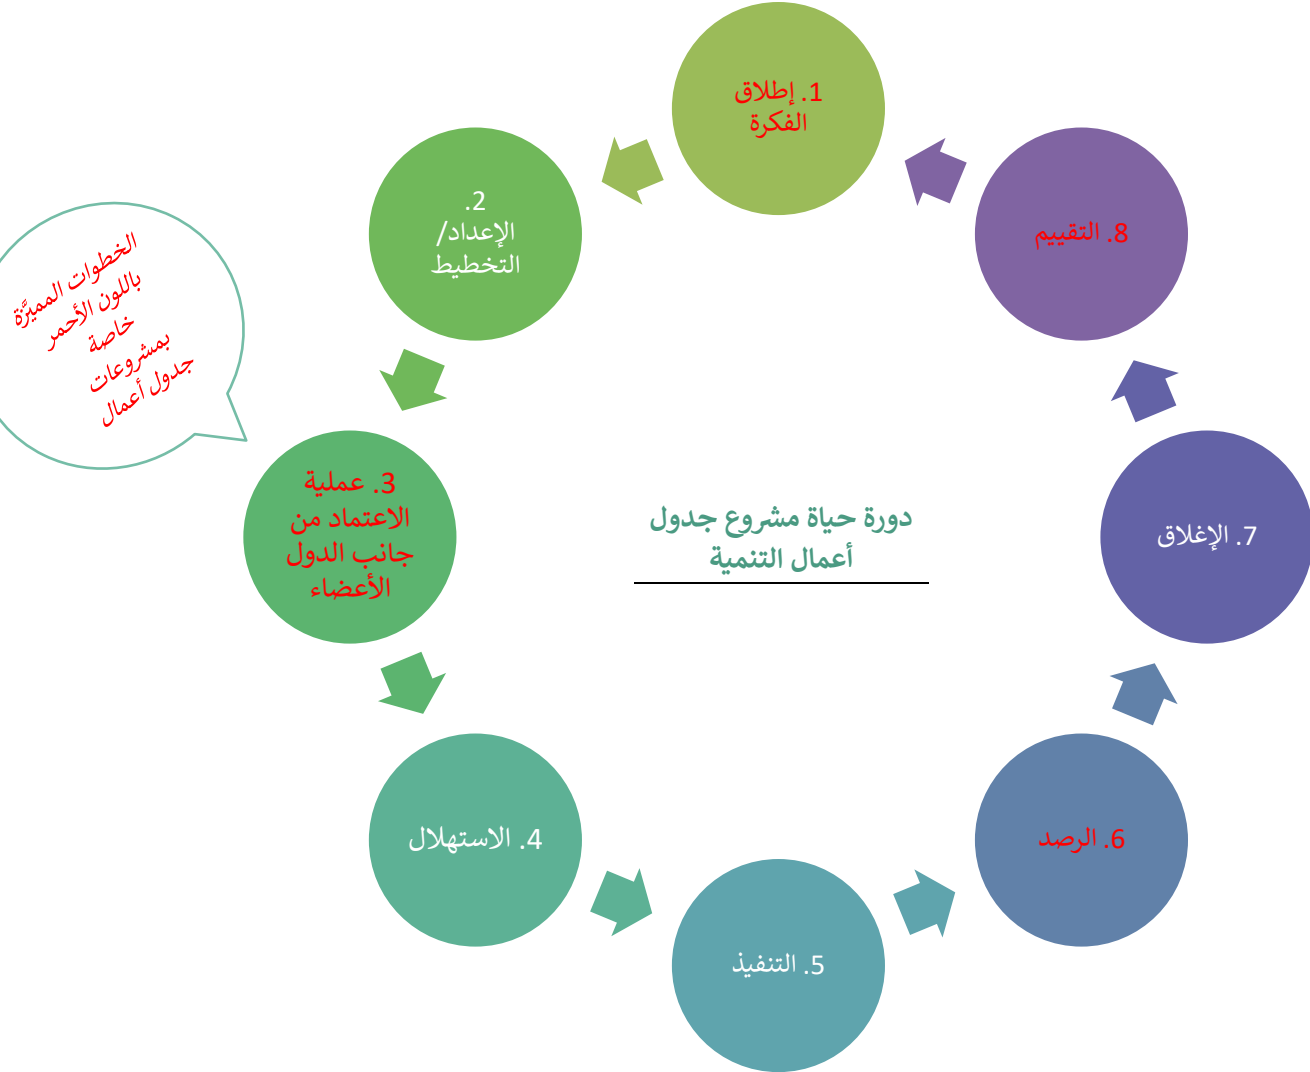 1. إطلاق
الفكرة
2.
الإعداد/
التخطيط
3. عملية
الاعتماد من
جانب الدول
الأعضاء
4. الاستهلال
5. التنفيذ
6. الرصد
7. الإغلاق
8. التقييم
دورة حياة مشروع جدول
أعمال التنمية
الخطوات المميَّزة
باللون الأحمر
خاصة
بمشروعات
جدول أعمال